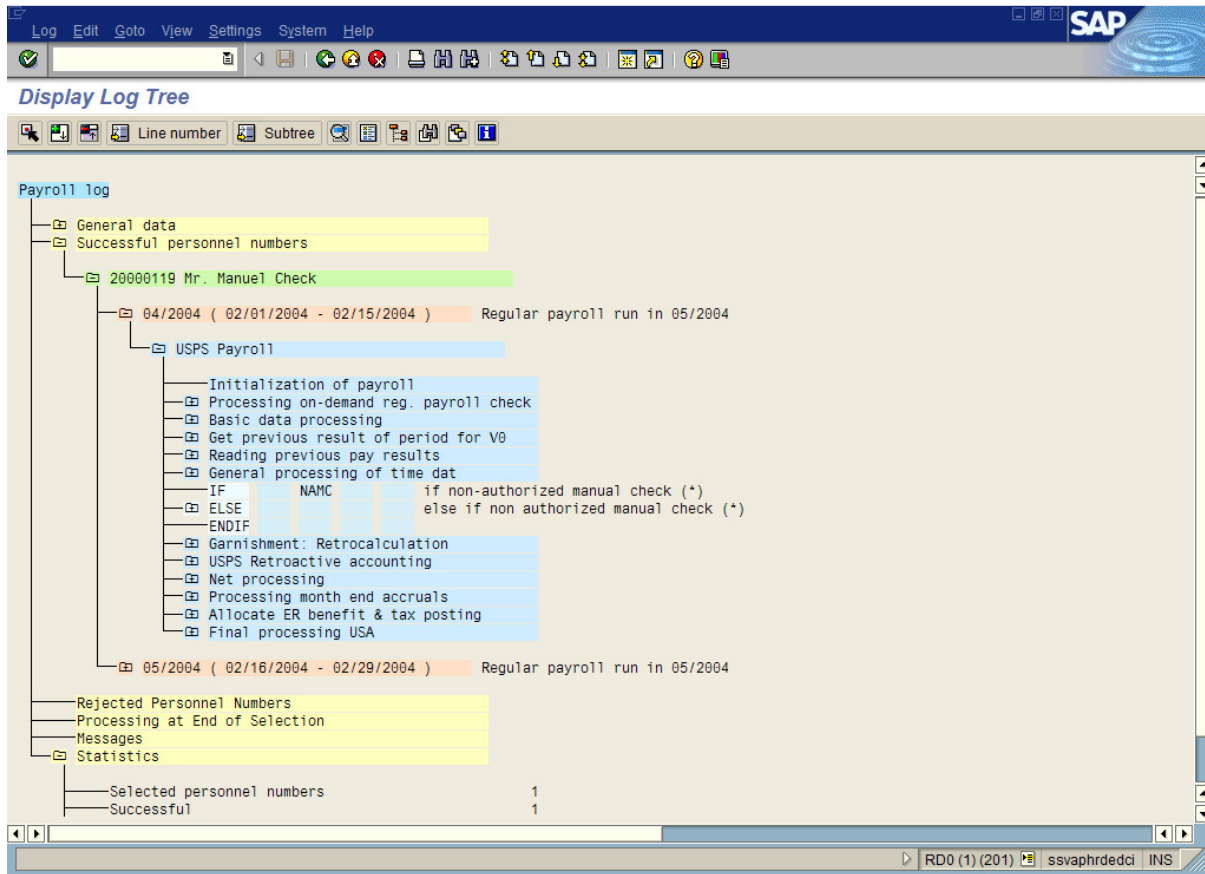 Log Edit Goto View Settings System Help
SAP
Display Log Tree
Line number Subtree
Payroll log
General data
Successful personnel numbers
20000119 Mr. Manuel Check
04/2004 ( 02/01/2004 - 02/15/2004 ) Regular payroll run in 05/2004
USPS Payroll
Initialization of payroll
Processing on-demand reg. payroll check
Basic data processing
Get previous result of period for V0
Reading previous pay results
General processing of time dat
IF NAMC if non-authorized manual check (*)
ELSE else if non authorized manual check (*)
ENDIF
Garnishment: Retrocalculation
USPS Retroactive accounting
Net processing
Processing month end accruals
Allocate ER benefit & tax posting
Final processing USA
05/2004 ( 02/16/2004 - 02/29/2004 ) Regular payroll run in 05/2004
Rejected Personnel Numbers
Processing at End of Selection
Messages
Statistics
Selected personnel numbers 1
Successful 1
RD0 (1) (201) ssvaphrdedci INS